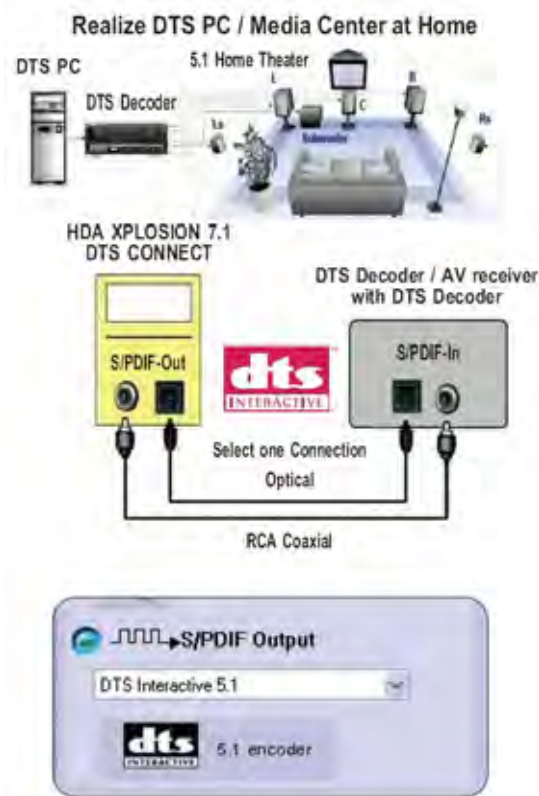 Realize DTS PC / Media Center at Home
DTS PC
5.1 Home Theater
DTS Decoder
L
C
R
Ls
Rs
Subwoofer
HDA XPLOSION 7.1
DTS CONNECT
DTS Decoder / AV receiver
with DTS Decoder
S/PDIF-Out
dts
INTERACTIVE
S/PDIF-In
Select one Connection
Optical
RCA Coaxial
S/PDIF Output
DTS Interactive 5.1
dts
INTERACTIVE
5.1 encoder